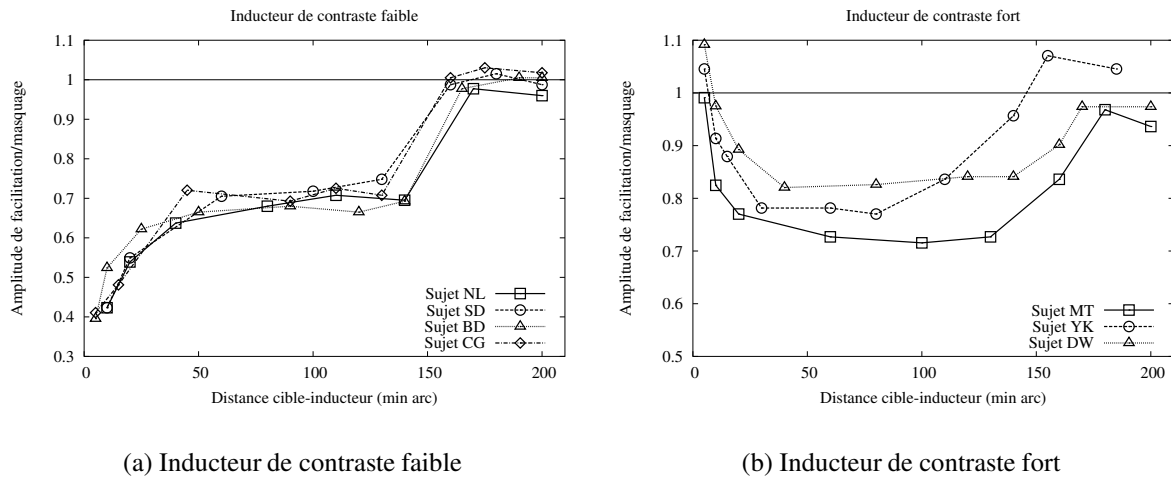 Inducteur de contraste faible
Amplitude de facilitation/masquage
1.1
1
0.9
0.8
0.7
0.6
0.5
0.4
0.3
Sujet NL
Sujet SD
Sujet BD
Sujet CG
0 50 100 150 200
Distance cible-inducteur (min arc)
(a) Inducteur de contraste faible
Inducteur de contraste fort
Amplitude de facilitation/masquage
1.1
1
0.9
0.8
0.7
0.6
0.5
Sujet MT
Sujet YK
Sujet DW
0 50 100 150 200
Distance cible-inducteur (min arc)
(b) Inducteur de contraste fort